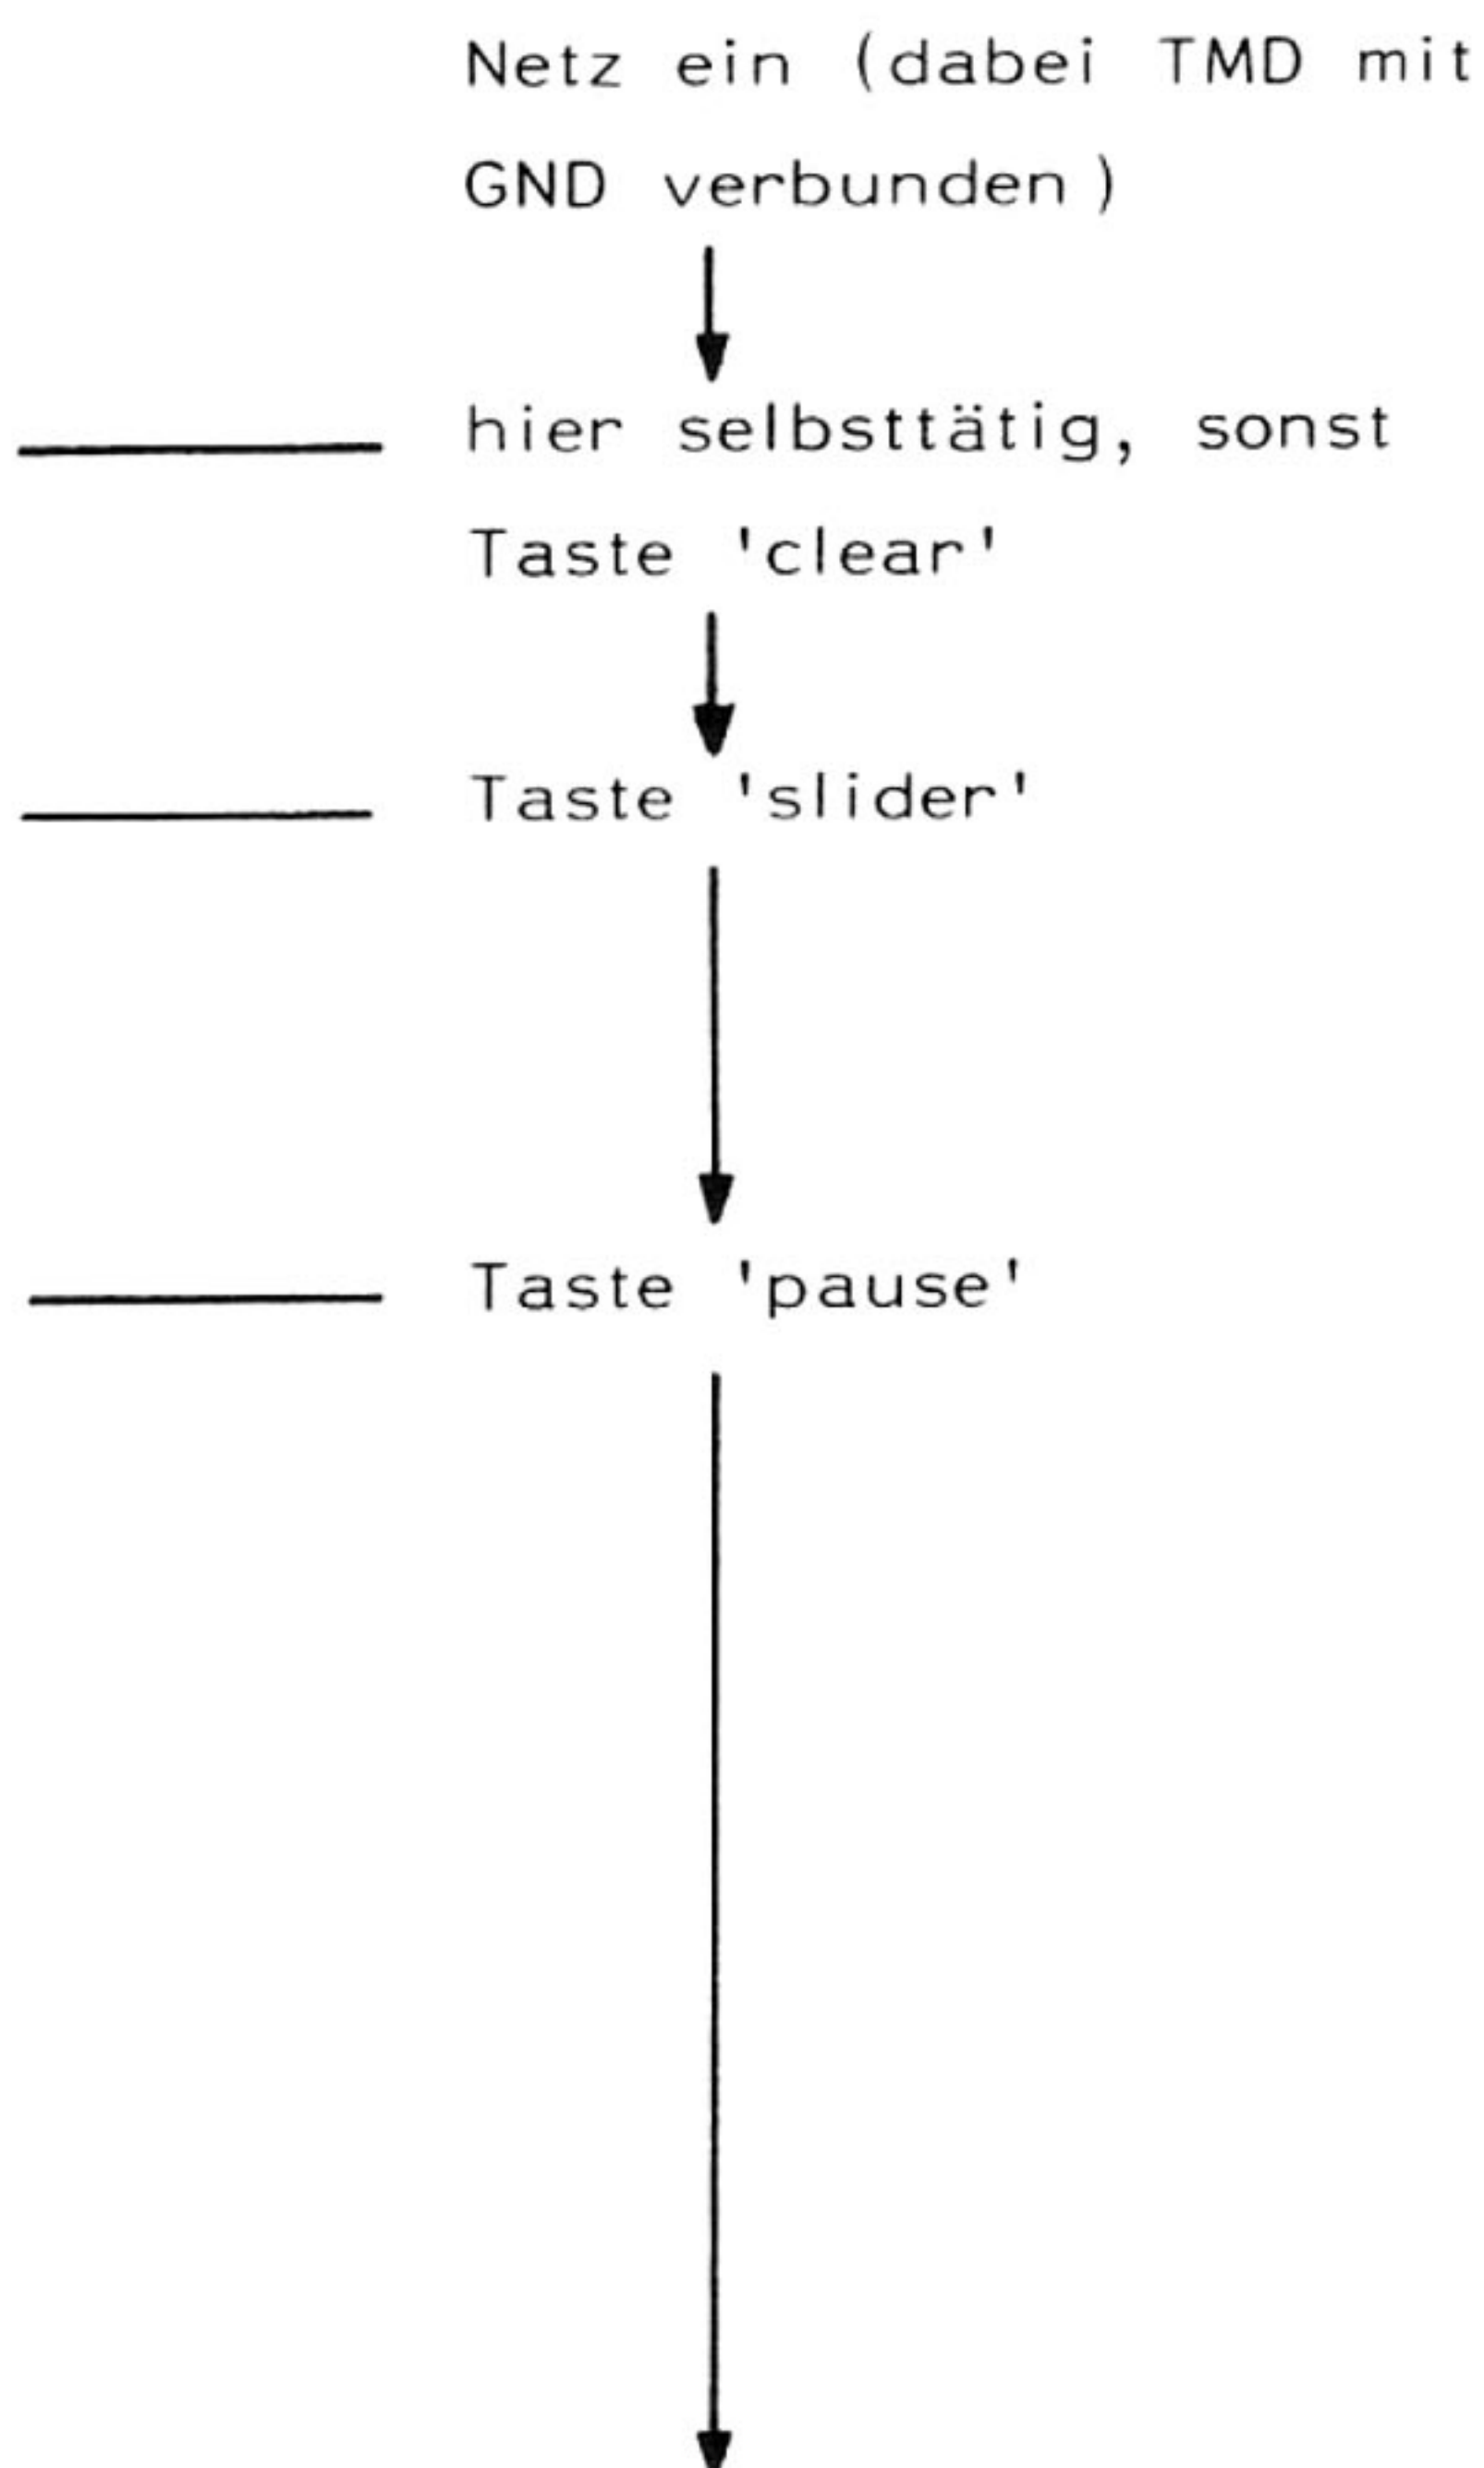 Netz ein (dabei TMD mit
GND verbunden)
hier selbsttätig, sonst
Taste 'clear'
Taste 'slider'
Taste 'pause'